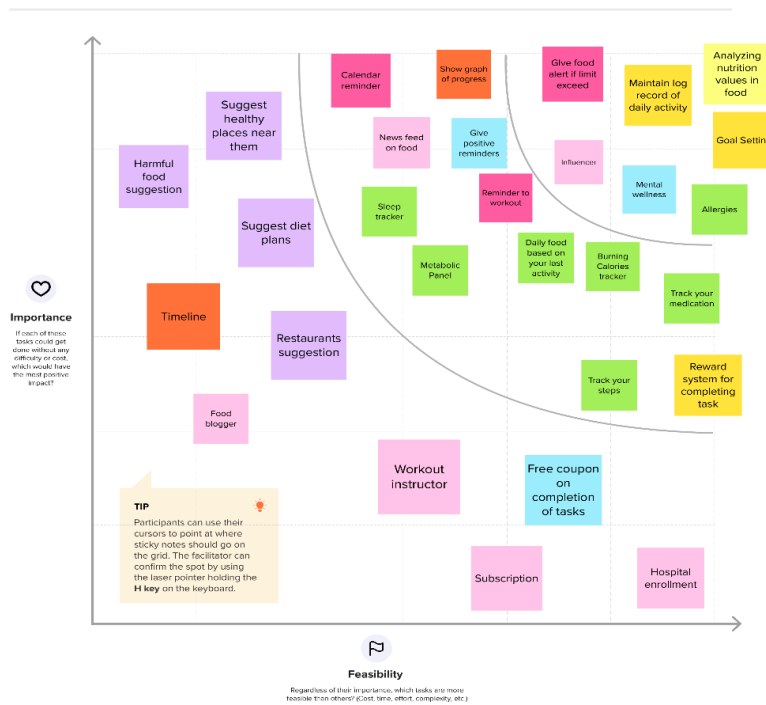 Calendar
reminder
Show graph
of progress
Give food
alert if limit
exceed
Maintain log
record of
daily activity
Analyzing
nutrition
values in
food
Goal Settin
Suggest
healthy
places near
them
Harmful
food
suggestion
News feed
on food
Give
positive
reminders
Influencer
Mental
wellness
Allergies
Suggest diet
plans
Sleep
tracker
Reminder to
workout
Metabolic
Panel
Daily food
based on
your last
activity
Burning
Calories
tracker
Track your
medication
Timeline
Restaurants
suggestion
Track your
steps
Reward
system for
completing
task
Food
blogger
Workout
instructor
Free coupon
on
completion
of tasks
Subscription
Hospital
enrollment
Importance
If each of these
tasks could get
done without any
difficulty or cost,
which would have
the most positive
impact?
TIP
Participants can use their
cursors to point at where
sticky notes should go on
the grid. The facilitator can
confirm the spot by using
the laser pointer holding the
H key on the keyboard.
Feasibility
Regardless of their importance, which tasks are more
feasible than others? (Cost, time, effort, complexity, etc.)